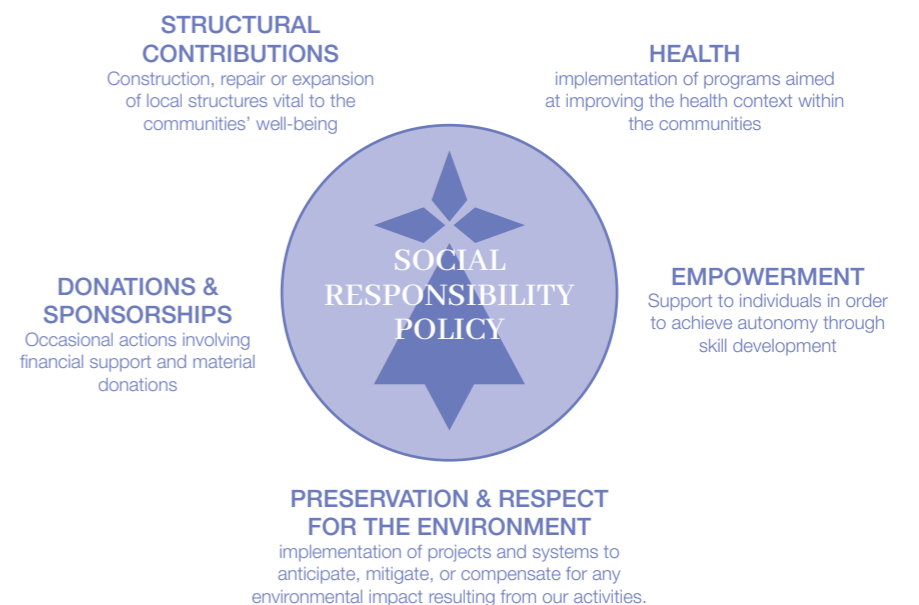 STRUCTURAL
CONTRIBUTIONS
Construction, repair or expansion
of local structures vital to the
communities’ well-being
HEALTH
implementation of programs aimed
at improving the health context within
the communities
SOCIAL
RESPONSIBILITY
POLICY
DONATIONS &
SPONSORSHIPS
Occasional actions involving
financial support and material
donations
EMPOWERMENT
Support to individuals in order
to achieve autonomy through
skill development
PRESERVATION & RESPECT
FOR THE ENVIRONMENT
implementation of projects and systems to
anticipate, mitigate, or compensate for any
environmental impact resulting from our activities.